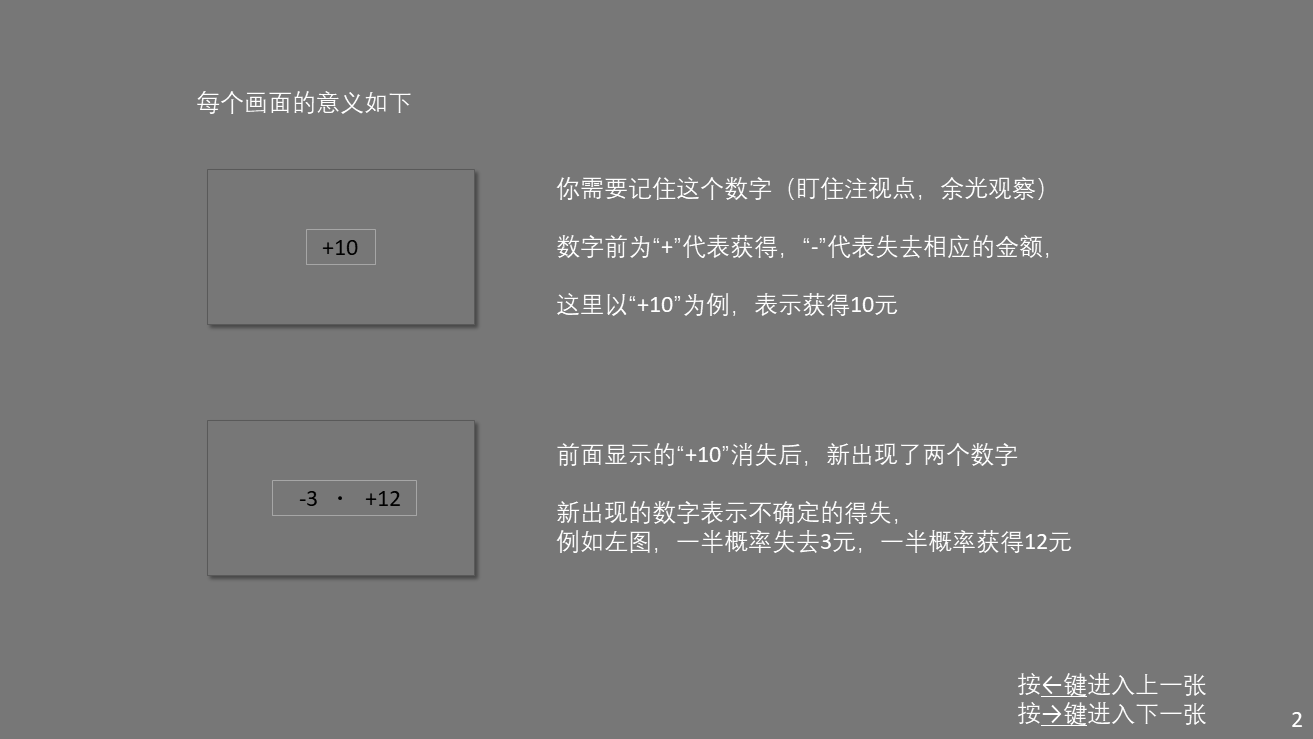 每个画面的意义如下
+10
你需要记住这个数字（盯住注视点，余光观察）
数字前为“+”代表获得，“-”代表失去相应的金额，
这里以“+10”为例，表示获得10元
-3 · +12
前面显示的“+10”消失后，新出现了两个数字
新出现的数字表示不确定的得失，
例如左图，一半概率失去3元，一半概率获得12元
按←键进入上一张
按→键进入下一张
2